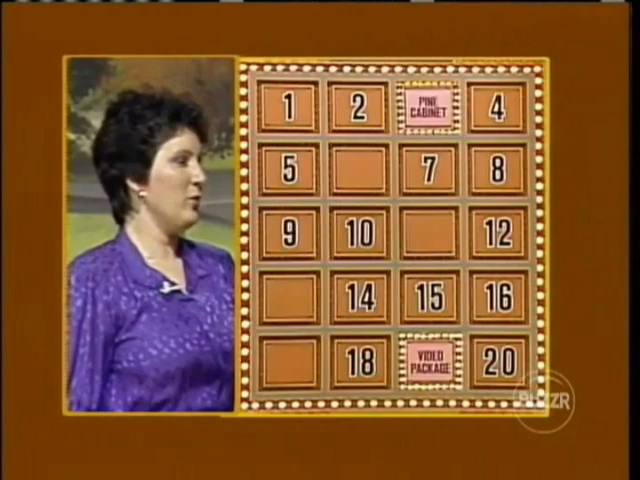 1 2 PINE CABINET 4
5 7 8
9 10 12
14 15 16
18 VIDEO PACKAGE 20
BUZZR